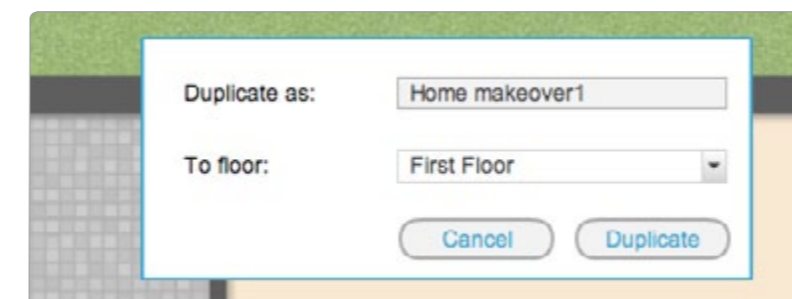 Duplicate as: Home makeover1
To floor: First Floor
Cancel Duplicate